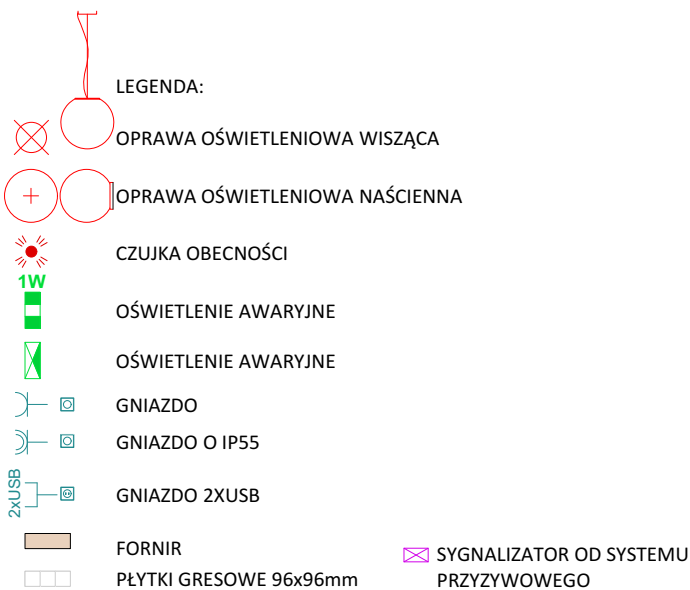 LEGENDA:
OPRAWA OŚWIETLENIOWA WISZĄCA
OPRAWA OŚWIETLENIOWA NAŚCIENNA
CZUJKA OBECNOŚCI
1W
OŚWIETLENIE AWARYJNE
OŚWIETLENIE AWARYJNE
GNIAZDO
GNIAZDO O IP55
2xUSB
GNIAZDO 2XUSB
FORNIR
PŁYTKI GRESOWE 96x96mm
SYGNALIZATOR OD SYSTEMU
PRZYZYWOWEGO